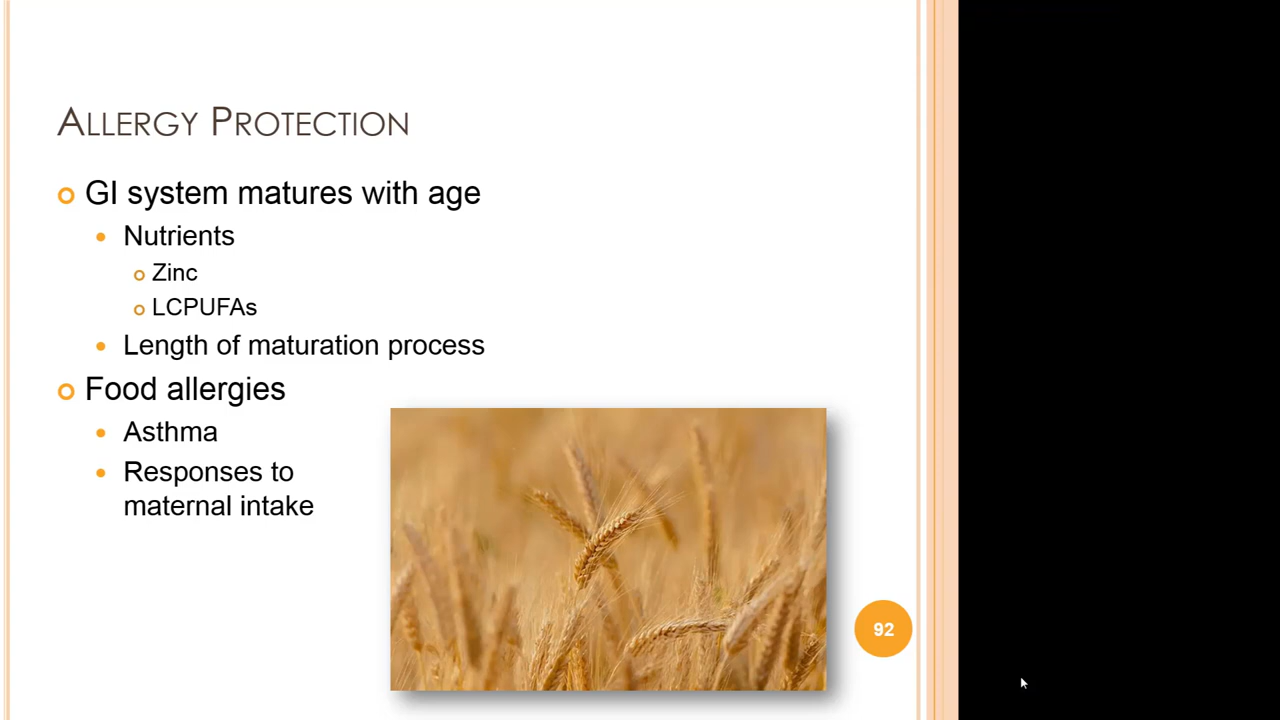 Allergy Protection
GI system matures with age
Nutrients
Zinc
LCPUFAs
Length of maturation process
Food allergies
Asthma
Responses to
maternal intake
92